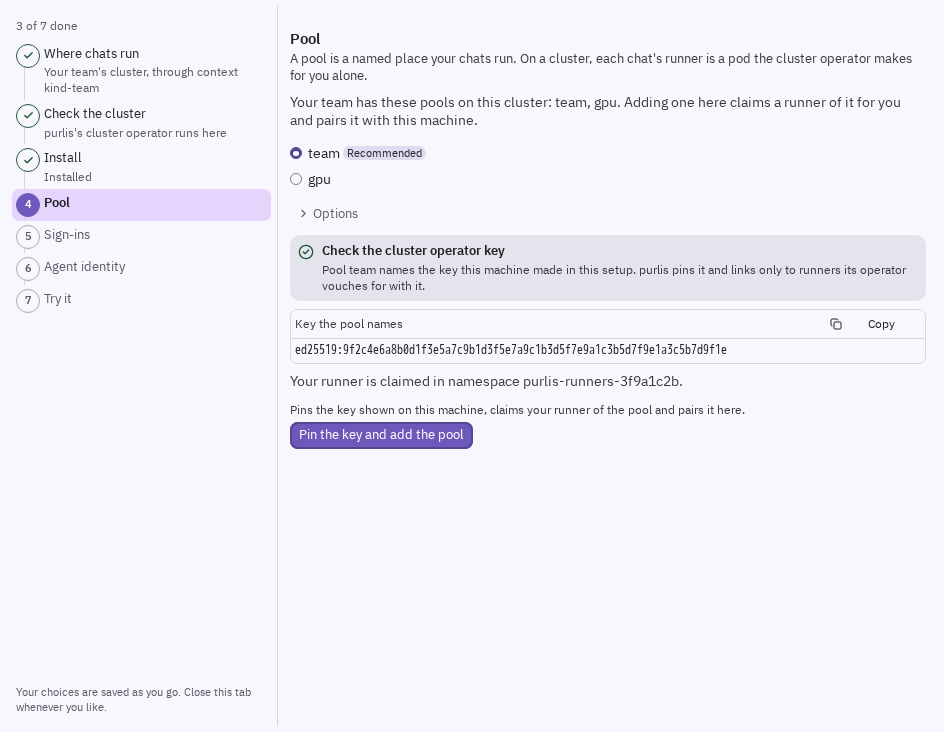 3 of 7 done
Where chats run
Your team's cluster, through context
kind-team
Check the cluster
purlis's cluster operator runs here
Install
Installed
4 Pool
5 Sign-ins
6 Agent identity
7 Try it
Your choices are saved as you go. Close this tab
whenever you like.
Pool
A pool is a named place your chats run. On a cluster, each chat's runner is a pod the cluster operator makes
for you alone.
Your team has these pools on this cluster: team, gpu. Adding one here claims a runner of it for you
and pairs it with this machine.
team Recommended
gpu
Options
Check the cluster operator key
Pool team names the key this machine made in this setup. purlis pins it and links only to runners its operator
vouches for with it.
Key the pool names Copy
ed25519:9f2c4e6a8b0d1f3e5a7c9b1d3f5e7a9c1b3d5f7e9a1c3b5d7f9e1a3c5b7d9f1e
Your runner is claimed in namespace purlis-runners-3f9a1c2b.
Pins the key shown on this machine, claims your runner of the pool and pairs it here.
Pin the key and add the pool